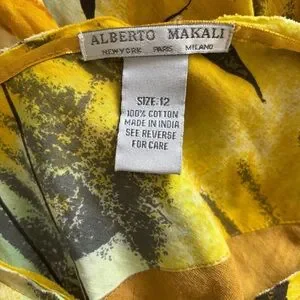 ALBERTO MAKALI
NEW YORK PARIS MILANO
SIZE: 12
100% COTTON
MADE IN INDIA
SEE REVERSE
FOR CARE